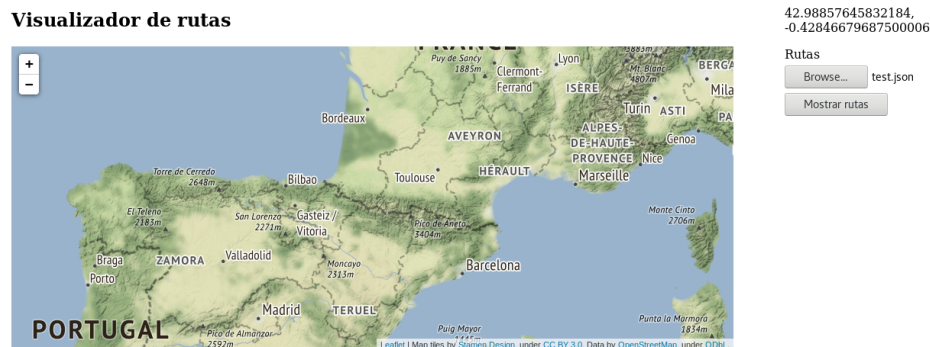 Visualizador de rutas
42.98857645832184,
-0.42846679687500006
Rutas
Browse...
test.json
Mostrar rutas
+
−
FRANCE
Puy de Sancy
1885m
Clermont-
Ferrand
Lyon
3883m
Mt. Blanc
4807m
BERGA
Mila
ISÈRE
Turin
ASTI
PA
Bordeaux
AVEYRON
ALPES-
DE-HAUTE-
PROVENCE
Genoa
Nice
Torre de Cerredo
2648m
Bilbao
Toulouse
HÉRAULT
Marseille
El Teleno
2183m
San Lorenzo
2271m
Gasteiz /
Vitoria
Pico de Aneto
3404m
Monte Cinto
2706m
Braga
ZAMORA
Valladolid
Moncayo
2313m
Barcelona
Porto
Madrid
TERUEL
PORTUGAL
Pico de Almanzor
2592m
Puig Mayor
1445m
Punta la Marmora
1834m
Leaflet | Map tiles by Stamen Design, under CC BY 3.0. Data by OpenStreetMap, under ODbL.